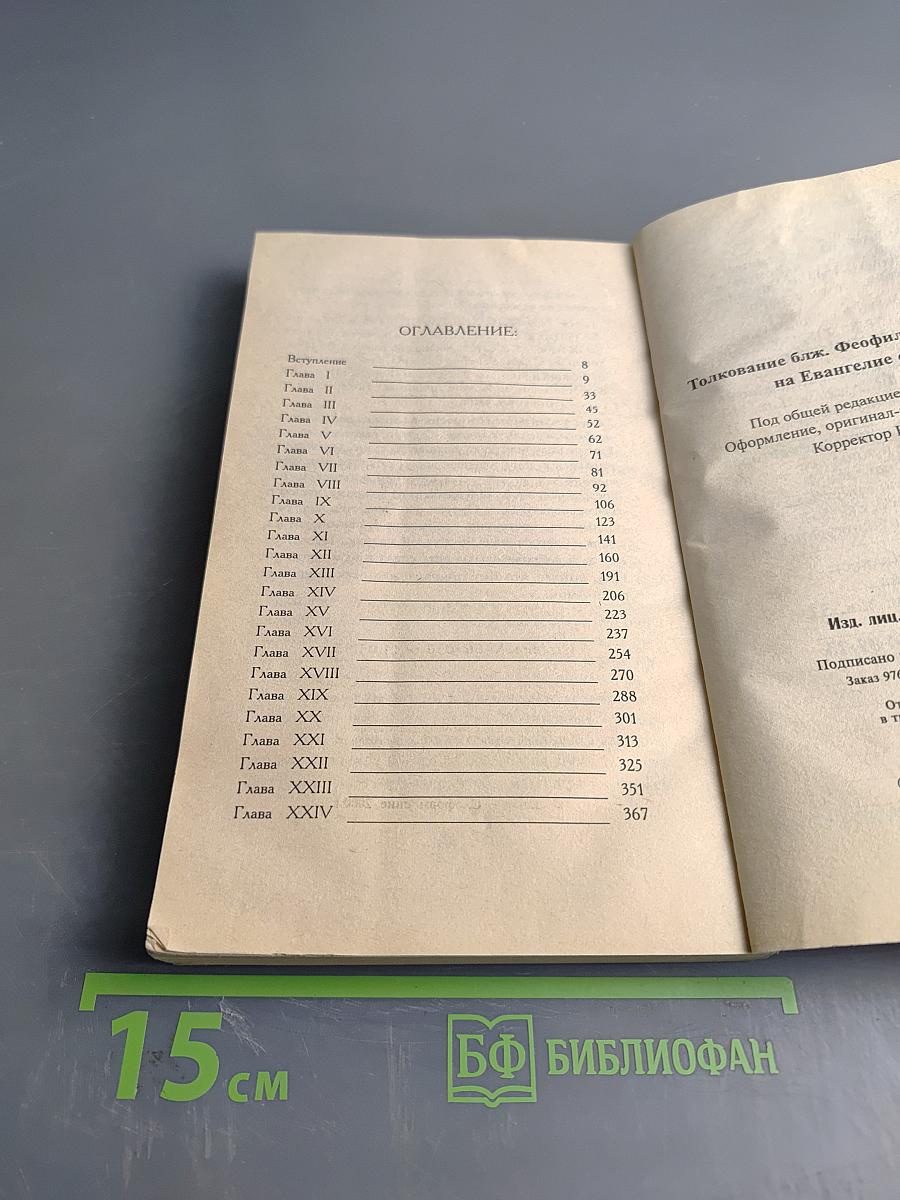 ОГЛАВЛЕНИЕ:
Вступление 8
Глава I 9
Глава II 33
Глава III 45
Глава IV 52
Глава V 62
Глава VI 71
Глава VII 81
Глава VIII 92
Глава IX 106
Глава X 123
Глава XI 141
Глава XII 160
Глава XIII 191
Глава XIV 206
Глава XV 223
Глава XVI 237
Глава XVII 254
Глава XVIII 270
Глава XIX 288
Глава XX 301
Глава XXI 313
Глава XXII 325
Глава XXIII 351
Глава XXIV 367
Толкование блж. Феофил
на Евангелие
Под общей редакцие
Оформление, оригинал-
Корректор
Изд. лиц.
Подписано
Заказ 976
От
в т
15 см
БФ БИБЛИОФАН